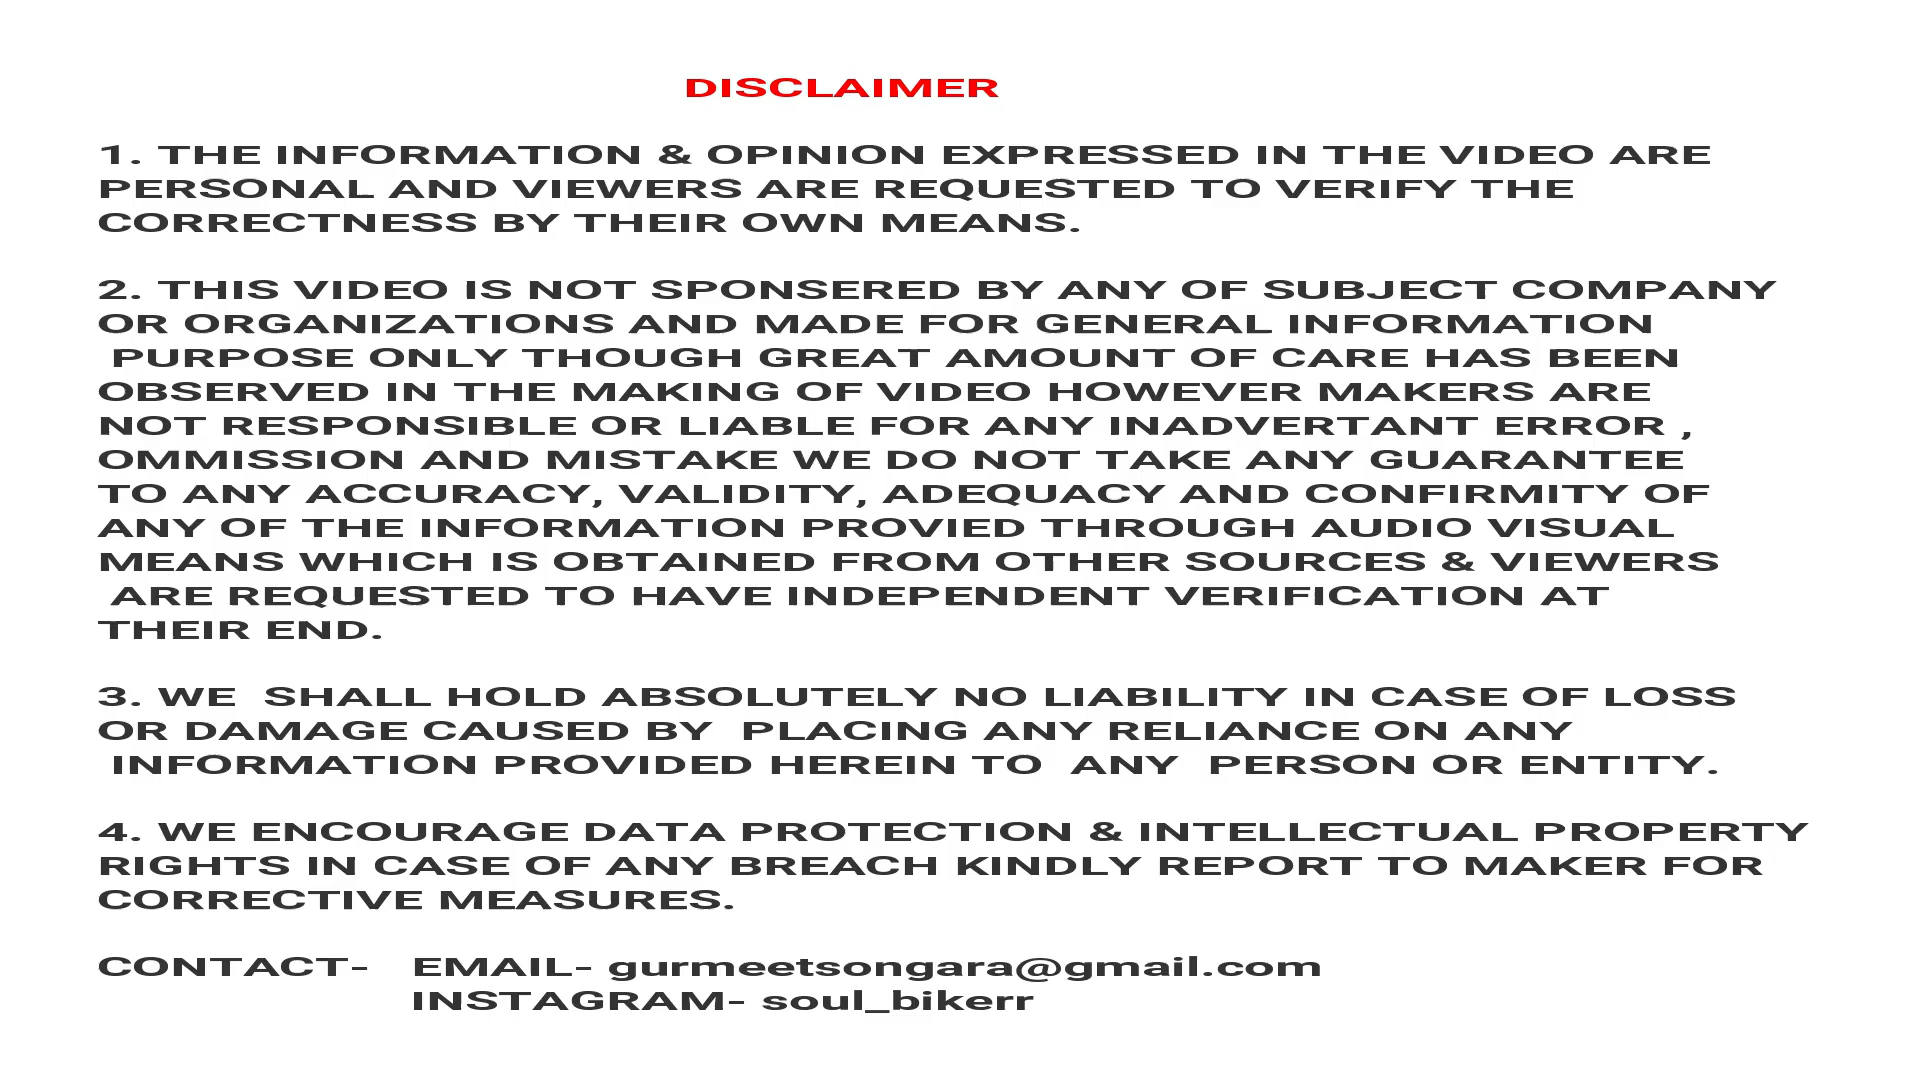 DISCLAIMER
1. THE INFORMATION & OPINION EXPRESSED IN THE VIDEO ARE
PERSONAL AND VIEWERS ARE REQUESTED TO VERIFY THE
CORRECTNESS BY THEIR OWN MEANS.
2. THIS VIDEO IS NOT SPONSERED BY ANY OF SUBJECT COMPANY
OR ORGANIZATIONS AND MADE FOR GENERAL INFORMATION
PURPOSE ONLY THOUGH GREAT AMOUNT OF CARE HAS BEEN
OBSERVED IN THE MAKING OF VIDEO HOWEVER MAKERS ARE
NOT RESPONSIBLE OR LIABLE FOR ANY INADVERTANT ERROR ,
OMMISSION AND MISTAKE WE DO NOT TAKE ANY GUARANTEE
TO ANY ACCURACY, VALIDITY, ADEQUACY AND CONFIRMITY OF
ANY OF THE INFORMATION PROVIED THROUGH AUDIO VISUAL
MEANS WHICH IS OBTAINED FROM OTHER SOURCES & VIEWERS
ARE REQUESTED TO HAVE INDEPENDENT VERIFICATION AT
THEIR END.
3. WE SHALL HOLD ABSOLUTELY NO LIABILITY IN CASE OF LOSS
OR DAMAGE CAUSED BY PLACING ANY RELIANCE ON ANY
INFORMATION PROVIDED HEREIN TO ANY PERSON OR ENTITY.
4. WE ENCOURAGE DATA PROTECTION & INTELLECTUAL PROPERTY
RIGHTS IN CASE OF ANY BREACH KINDLY REPORT TO MAKER FOR
CORRECTIVE MEASURES.
CONTACT- EMAIL- gurmeetsongara@gmail.com
INSTAGRAM- soul_bikerr